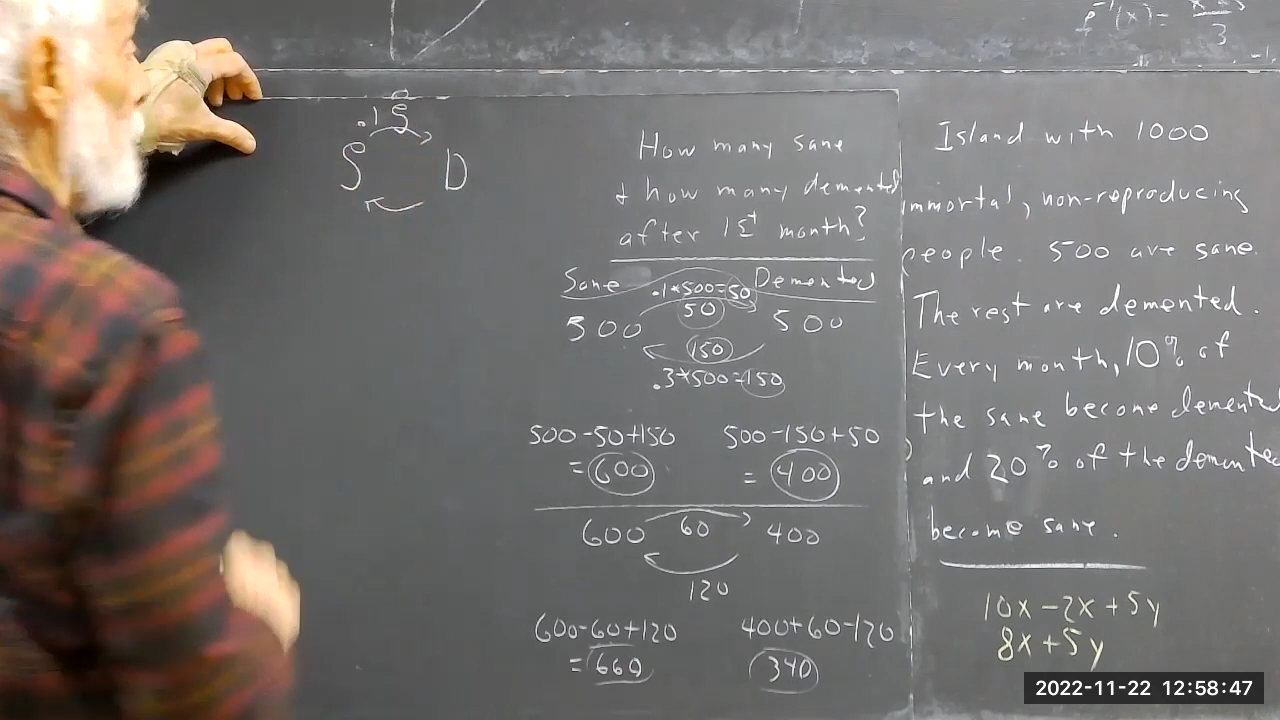 f⁻¹(x) =
3
.1 S
S D
How many sane
+ how many demented
after 1st month?
Sane Demented
.1*500=50
50
500 500
150
.3*500=150
500-50+150 500-150+50
= 600 = 400
600 60 400
120
600-60+120 400+60-120
= 660 340
Island with 1000
immortal, non-reproducing
people. 500 are sane.
The rest are demented.
Every month, 10% of
the sane become demented
and 20% of the demented
become sane.
10x-2x+5y
8x+5y
2022-11-22 12:58:47